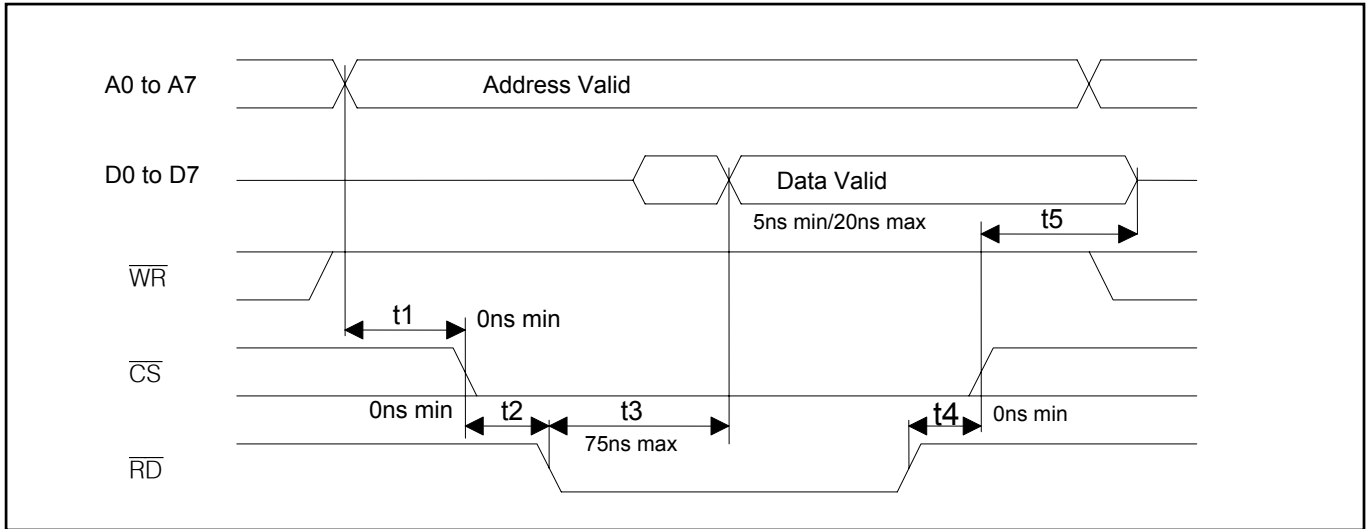 A0 to A7
Address Valid
D0 to D7
Data Valid
5ns min/20ns max
t5
WR
t1
0ns min
CS
0ns min
t2
t3
t4
0ns min
75ns max
RD